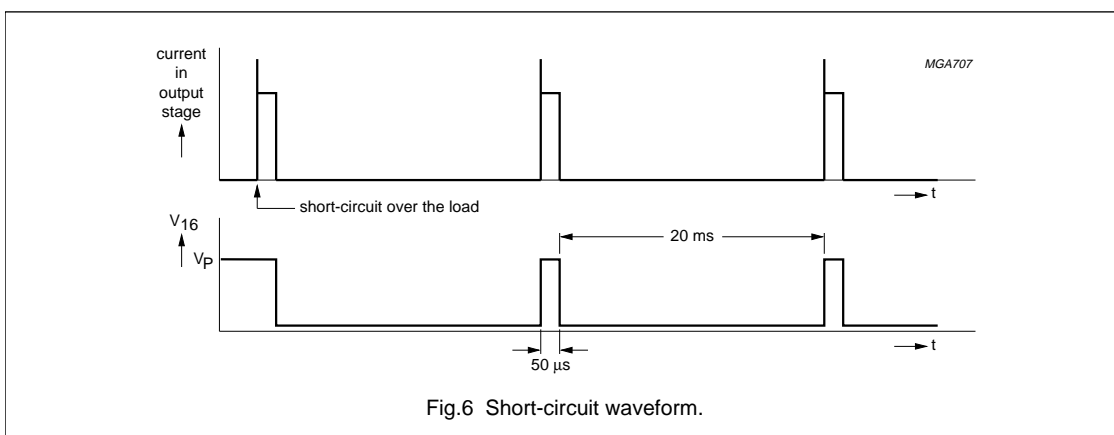 current
in
output
stage
MGA707
t
short-circuit over the load
V16
VP
20 ms
t
50 μs
Fig.6 Short-circuit waveform.